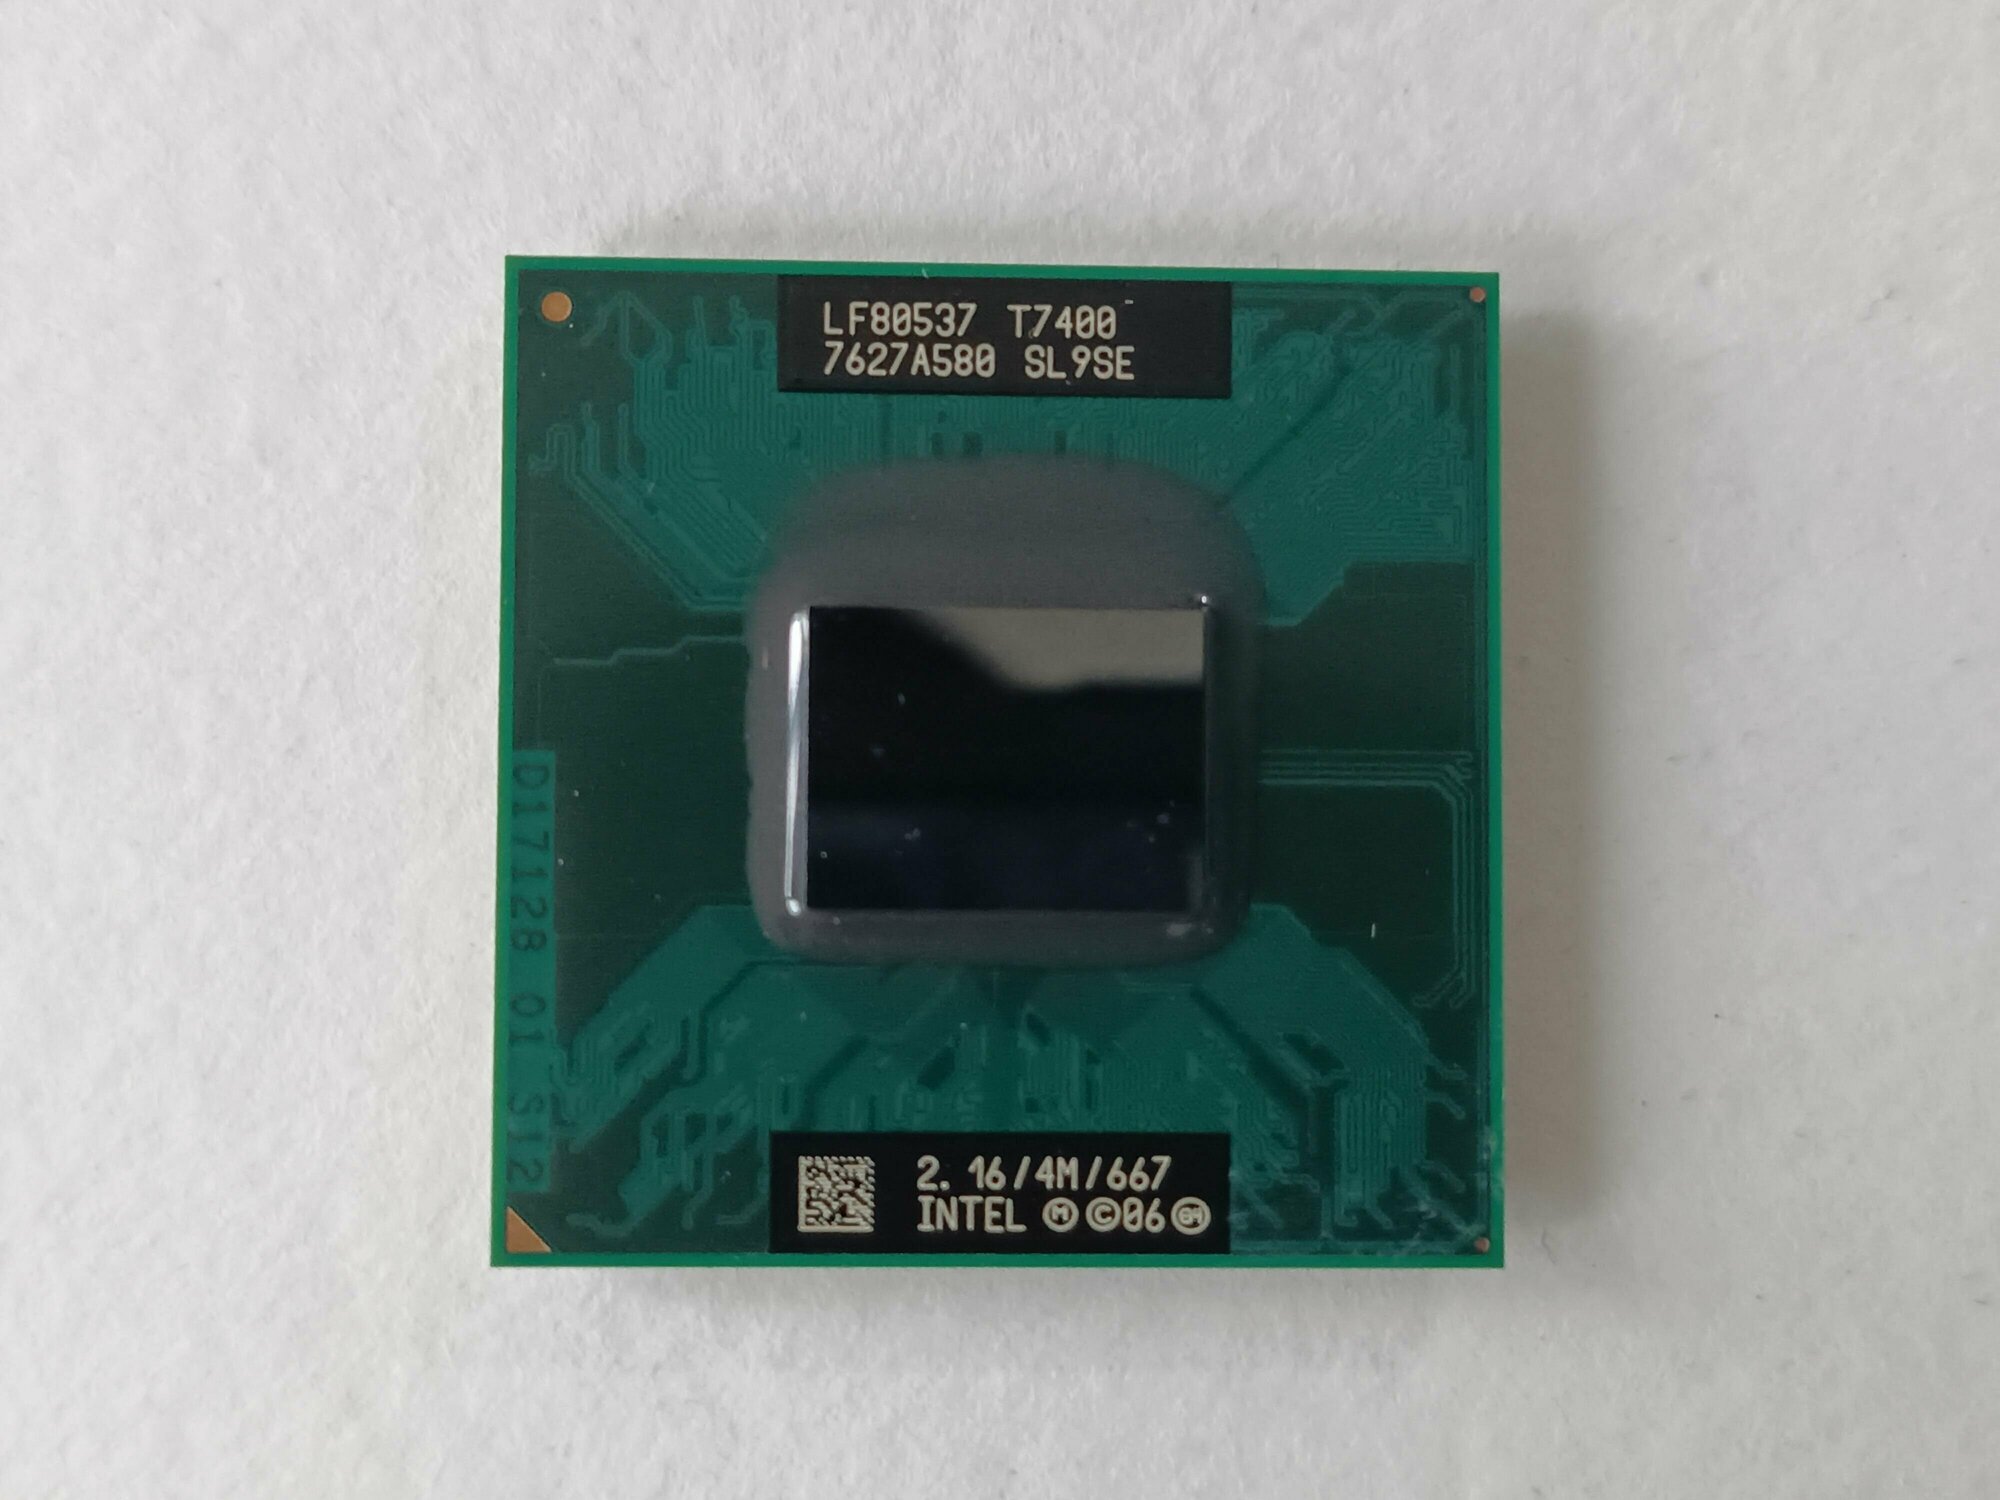 LF80537 T7400
7627A580 SL9SE
D17128 01 S12
2.16/4M/667
INTEL Ⓜ ©06